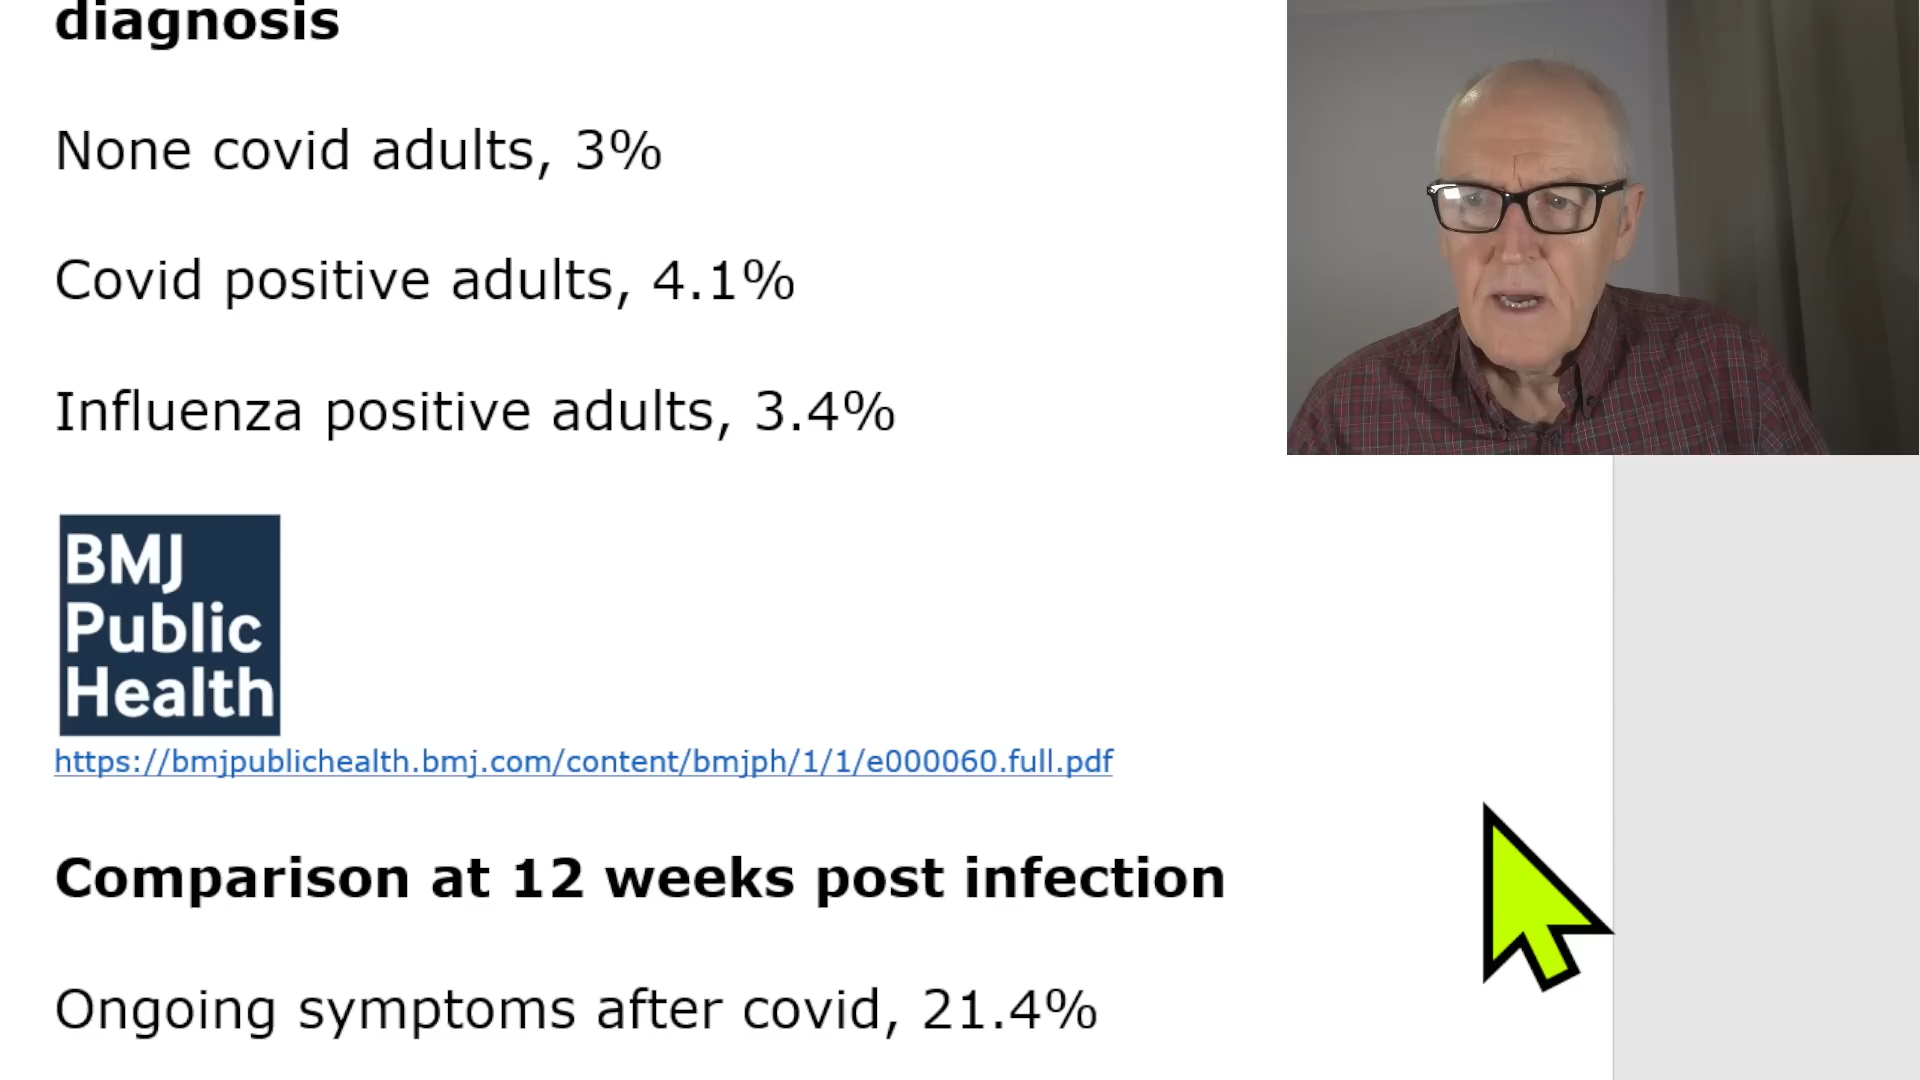 diagnosis
None covid adults, 3%
Covid positive adults, 4.1%
Influenza positive adults, 3.4%
BMJ
Public
Health
https://bmjpublichealth.bmj.com/content/bmjph/1/1/e000060.full.pdf
Comparison at 12 weeks post infection
Ongoing symptoms after covid, 21.4%